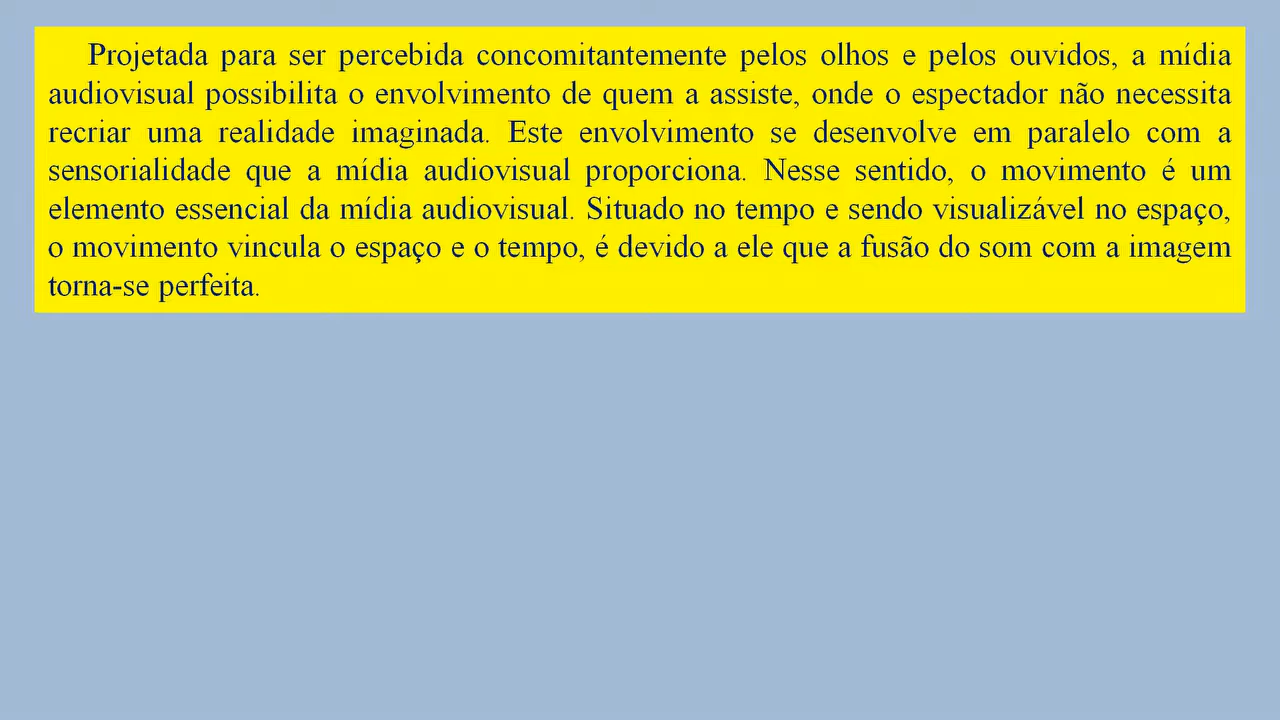 Projetada para ser percebida concomitantemente pelos olhos e pelos ouvidos, a mídia
audiovisual possibilita o envolvimento de quem a assiste, onde o espectador não necessita
recriar uma realidade imaginada. Este envolvimento se desenvolve em paralelo com a
sensorialidade que a mídia audiovisual proporciona. Nesse sentido, o movimento é um
elemento essencial da mídia audiovisual. Situado no tempo e sendo visualizável no espaço,
o movimento vincula o espaço e o tempo, é devido a ele que a fusão do som com a imagem
torna-se perfeita.